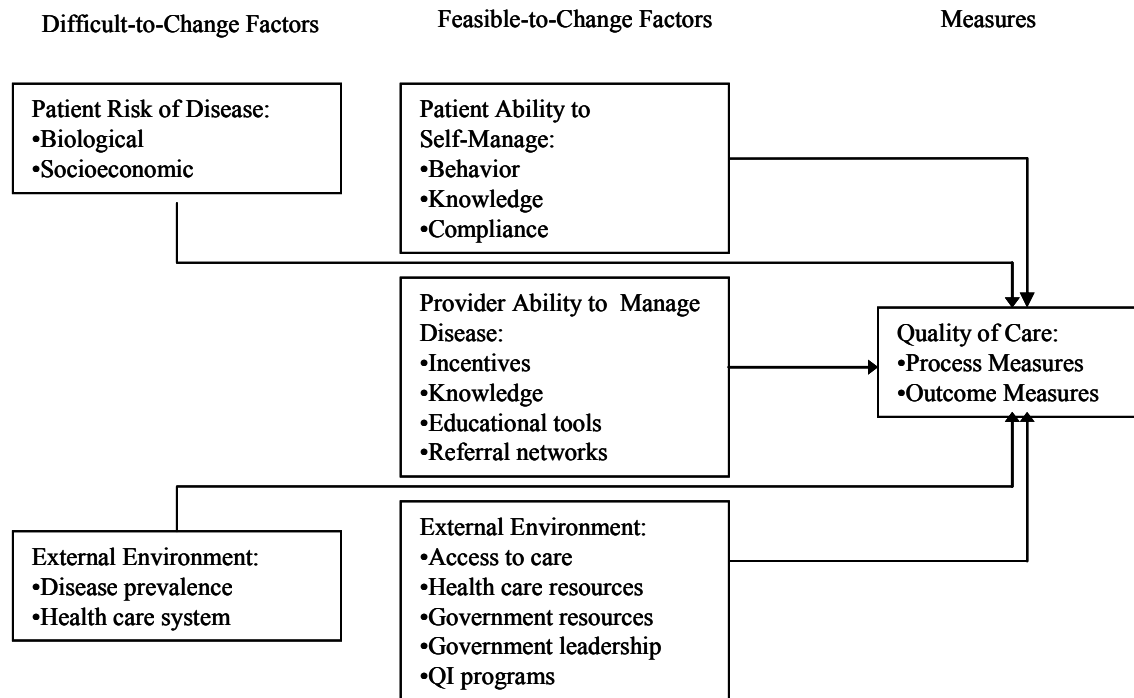 Difficult-to-Change Factors
Feasible-to-Change Factors
Measures
Patient Risk of Disease:
•Biological
•Socioeconomic
Patient Ability to
Self-Manage:
•Behavior
•Knowledge
•Compliance
Provider Ability to  Manage
Disease:
•Incentives
•Knowledge
•Educational tools
•Referral networks
Quality of Care:
•Process Measures
•Outcome Measures
External Environment:
•Disease prevalence
•Health care system
External Environment:
•Access to care
•Health care resources
•Government resources
•Government leadership
•QI programs